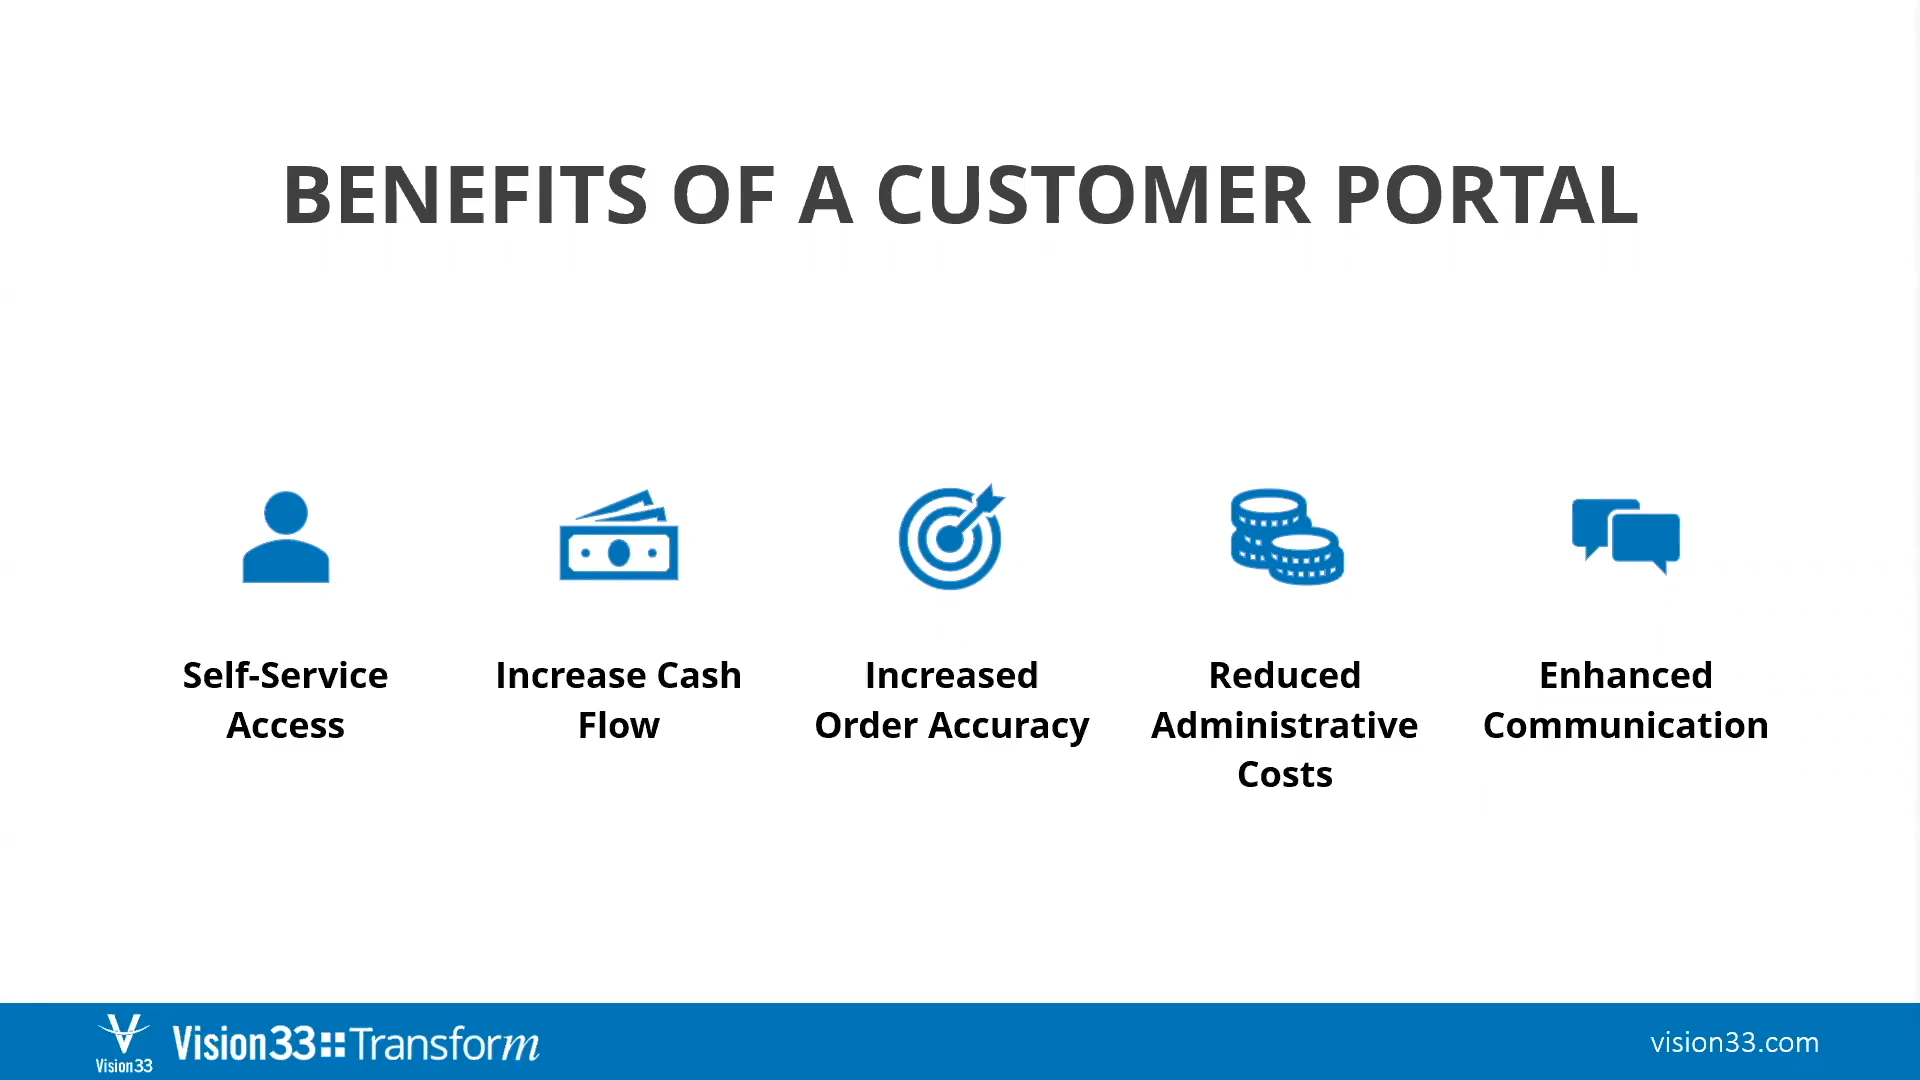 BENEFITS OF A CUSTOMER PORTAL
Self-Service
Access
Increase Cash
Flow
Increased
Order Accuracy
Reduced
Administrative
Costs
Enhanced
Communication
Vision33
Vision33::Transform
vision33.com